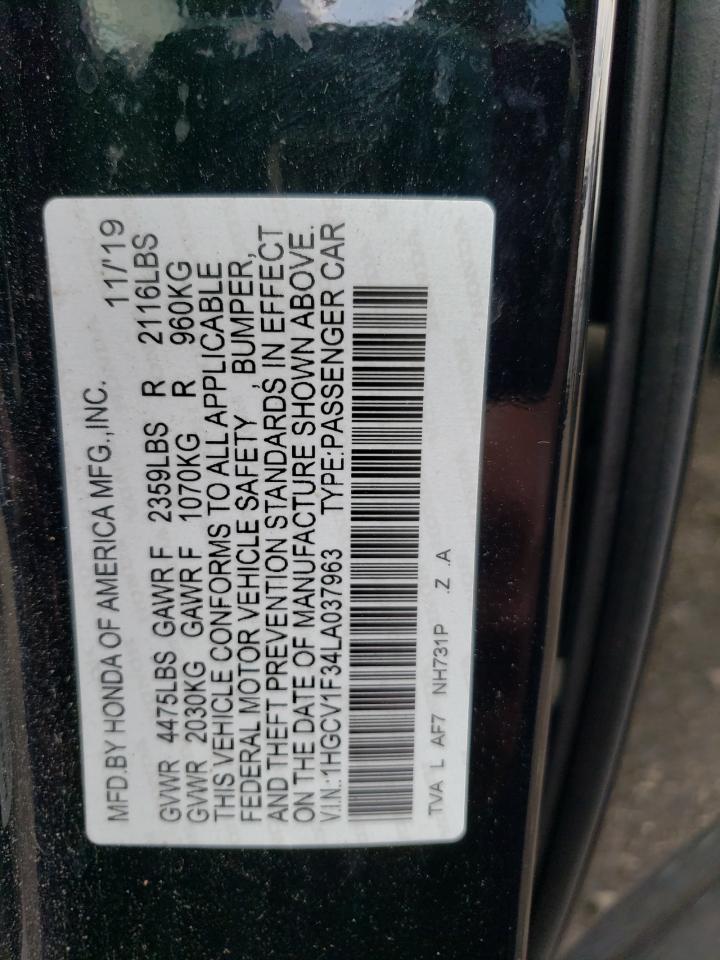 MFD.BY HONDA OF AMERICA MFG.,INC. 11/'19
GVWR 4475LBS GAWR F 2359LBS R 2116LBS
GVWR 2030KG GAWR F 1070KG R 960KG
THIS VEHICLE CONFORMS TO ALL APPLICABLE
FEDERAL MOTOR VEHICLE SAFETY , BUMPER,
AND THEFT PREVENTION STANDARDS, IN EFFECT
ON THE DATE OF MANUFACTURE SHOWN ABOVE.
V.I.N.:1HGCV1F34LA037963 TYPE:PASSENGER CAR
TVA L AF7 NH731P .Z .A